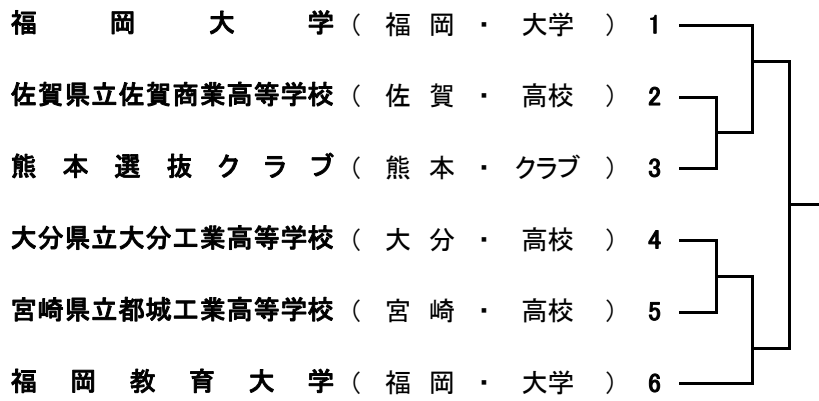 福岡大学（福岡・大学）1
佐賀県立佐賀商業高等学校（佐賀・高校）2
熊本選抜クラブ（熊本・クラブ）3
大分県立大分工業高等学校（大分・高校）4
宮崎県立都城工業高等学校（宮崎・高校）5
福岡教育大学（福岡・大学）6